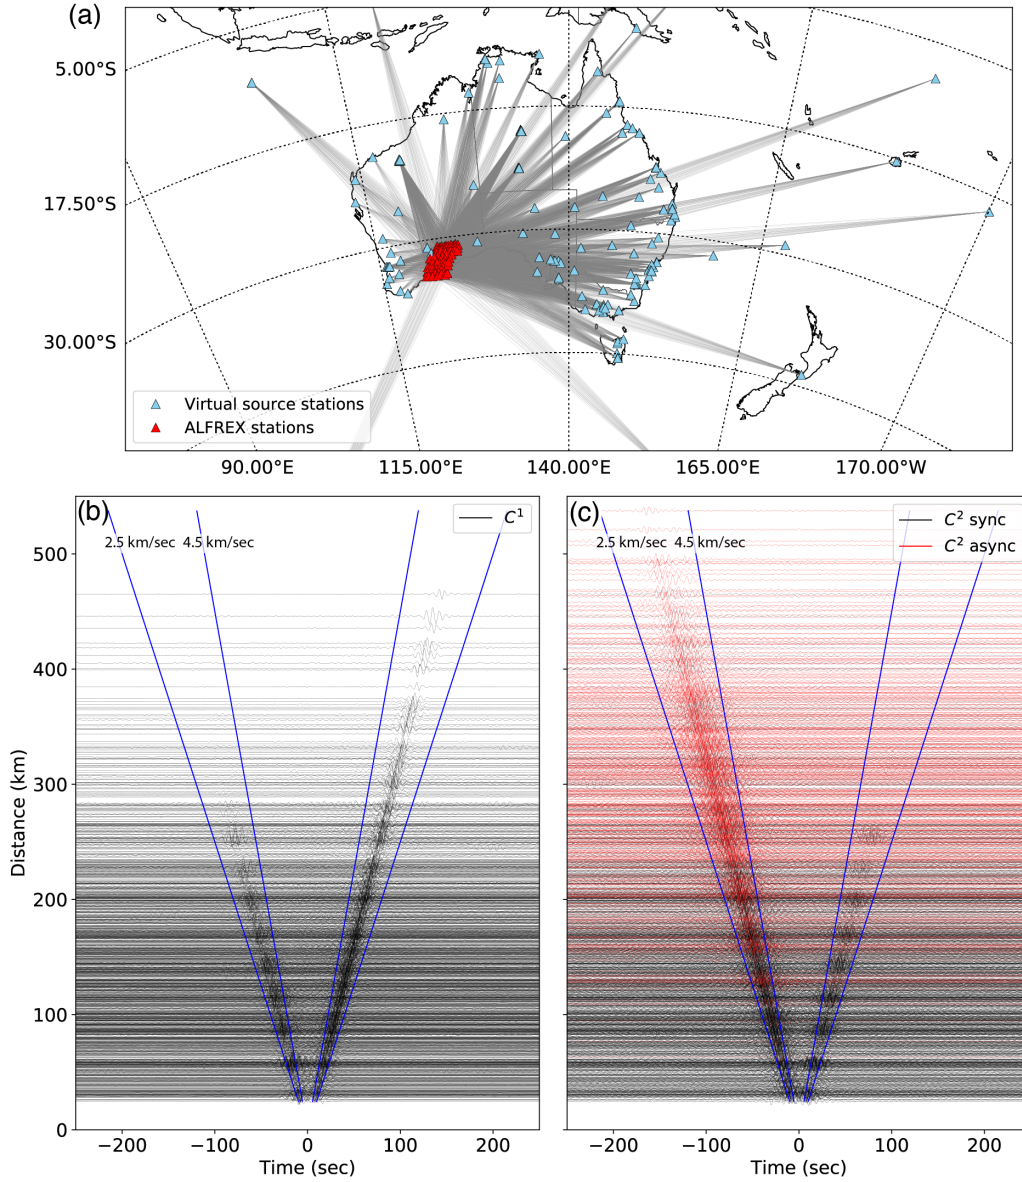 (a)
5.00°S
17.50°S
30.00°S
Virtual source stations
ALFREX stations
90.00°E 115.00°E 140.00°E 165.00°E 170.00°W
(b)
C¹
2.5 km/sec 4.5 km/sec
500
400
300
200
100
0
Distance (km)
−200 −100 0 100 200
Time (sec)
(c)
C² sync
C² async
2.5 km/sec 4.5 km/sec
−200 −100 0 100 200
Time (sec)